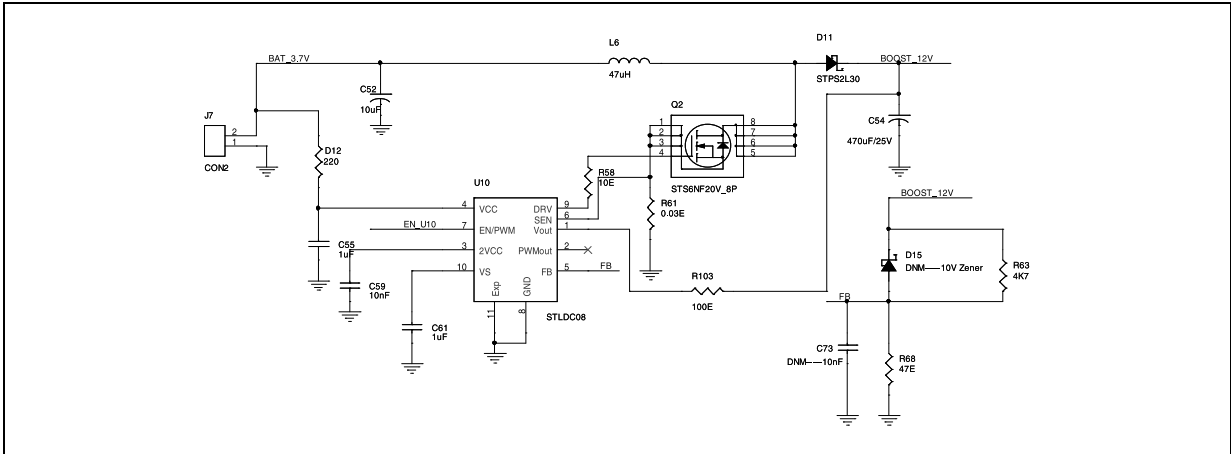 D11
L6
BAT_3.7V
BOOST_12V
47uH
STPS2L30
C52
10uF
J7
2
1
CON2
D12
220
Q2
1
2
3
4
8
7
6
5
STS6NF20V_8P
C54
470uF/25V
R58
10E
R61
0.03E
U10
4
VCC
DRV
9
SEN
6
EN_U10
7
EN/PWM
Vout
1
3
2VCC
PWMout
2
10
VS
FB
5
FB
Exp
GND
11
8
STLDC08
C55
1uF
C59
10nF
C61
1uF
R103
100E
BOOST_12V
D15
DNM----10V Zener
R63
4K7
FB
C73
DNM----10nF
R68
47E